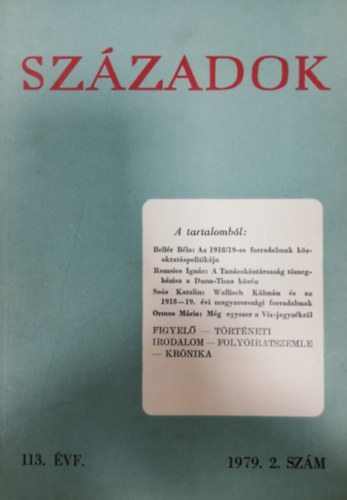 SZÁZADOK
A tartalomból:
Bellér Béla: Az 1918/19-es forradalmak köz-
oktatáspolitikája
Romsics Ignác: A Tanácsköztársaság tömeg-
bázisa a Duna-Tisza közén
Soós Katalin: Wallisch Kálmán és az
1918—19. évi magyarországi forradalmak
Ormos Mária: Még egyszer a Vix-jegyzékről
FIGYELŐ — TÖRTÉNETI
IRODALOM — FOLYÓIRATSZEMLE
— KRÓNIKA
113. ÉVF.
1979. 2. SZÁM